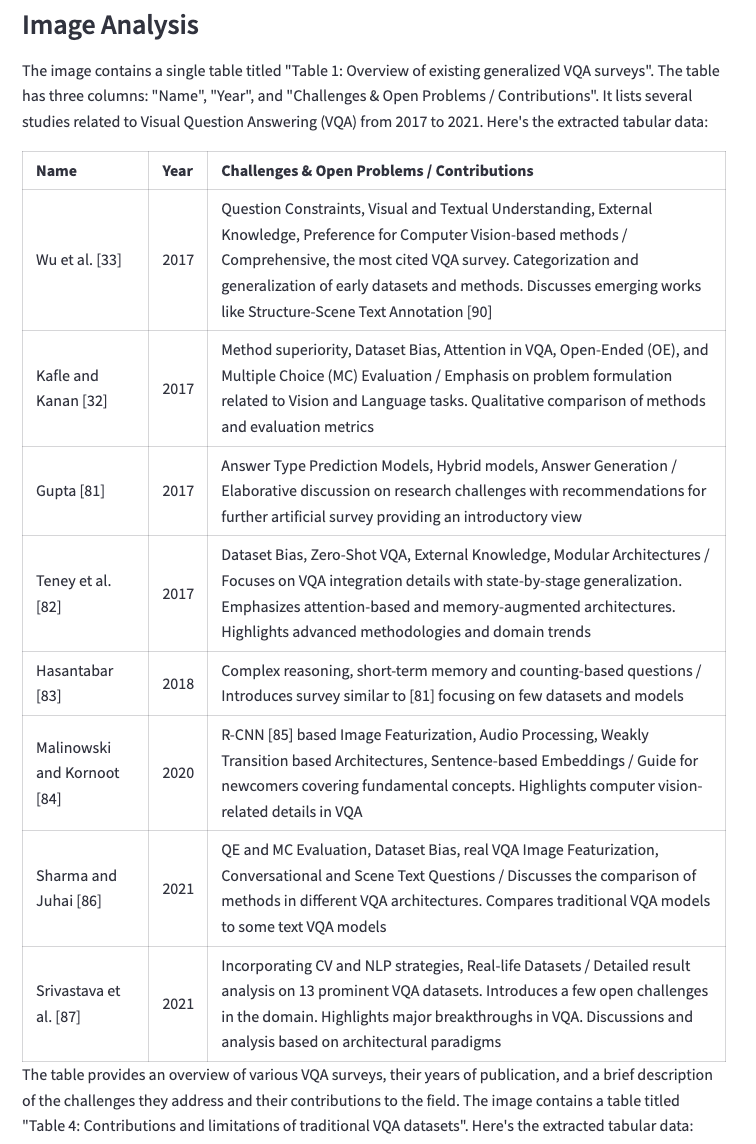 Image Analysis
The image contains a single table titled "Table 1: Overview of existing generalized VQA surveys". The table
has three columns: "Name", "Year", and "Challenges & Open Problems / Contributions". It lists several
studies related to Visual Question Answering (VQA) from 2017 to 2021. Here's the extracted tabular data:
Name Year Challenges & Open Problems / Contributions
Wu et al. [33] 2017
Question Constraints, Visual and Textual Understanding, External
Knowledge, Preference for Computer Vision-based methods /
Comprehensive, the most cited VQA survey. Categorization and
generalization of early datasets and methods. Discusses emerging works
like Structure-Scene Text Annotation [90]
Kafle and
Kanan [32]
2017
Method superiority, Dataset Bias, Attention in VQA, Open-Ended (OE), and
Multiple Choice (MC) Evaluation / Emphasis on problem formulation
related to Vision and Language tasks. Qualitative comparison of methods
and evaluation metrics
Gupta [81] 2017
Answer Type Prediction Models, Hybrid models, Answer Generation /
Elaborative discussion on research challenges with recommendations for
further artificial survey providing an introductory view
Teney et al.
[82]
2017
Dataset Bias, Zero-Shot VQA, External Knowledge, Modular Architectures /
Focuses on VQA integration details with state-by-stage generalization.
Emphasizes attention-based and memory-augmented architectures.
Highlights advanced methodologies and domain trends
Hasantabar
[83]
2018
Complex reasoning, short-term memory and counting-based questions /
Introduces survey similar to [81] focusing on few datasets and models
Malinowski
and Kornoot
[84]
2020
R-CNN [85] based Image Featurization, Audio Processing, Weakly
Transition based Architectures, Sentence-based Embeddings / Guide for
newcomers covering fundamental concepts. Highlights computer vision-
related details in VQA
Sharma and
Juhai [86]
2021
QE and MC Evaluation, Dataset Bias, real VQA Image Featurization,
Conversational and Scene Text Questions / Discusses the comparison of
methods in different VQA architectures. Compares traditional VQA models
to some text VQA models
Srivastava et
al. [87]
2021
Incorporating CV and NLP strategies, Real-life Datasets / Detailed result
analysis on 13 prominent VQA datasets. Introduces a few open challenges
in the domain. Highlights major breakthroughs in VQA. Discussions and
analysis based on architectural paradigms
The table provides an overview of various VQA surveys, their years of publication, and a brief description
of the challenges they address and their contributions to the field. The image contains a table titled
"Table 4: Contributions and limitations of traditional VQA datasets". Here's the extracted tabular data: